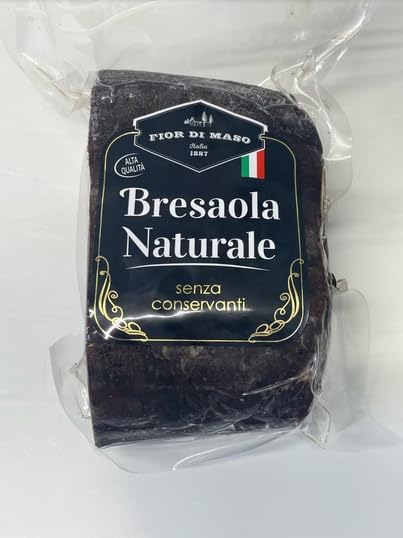 FIOR DI MASO
Italia
1887
ALTA
QUALITÀ
Bresaola
Naturale
senza
conservanti